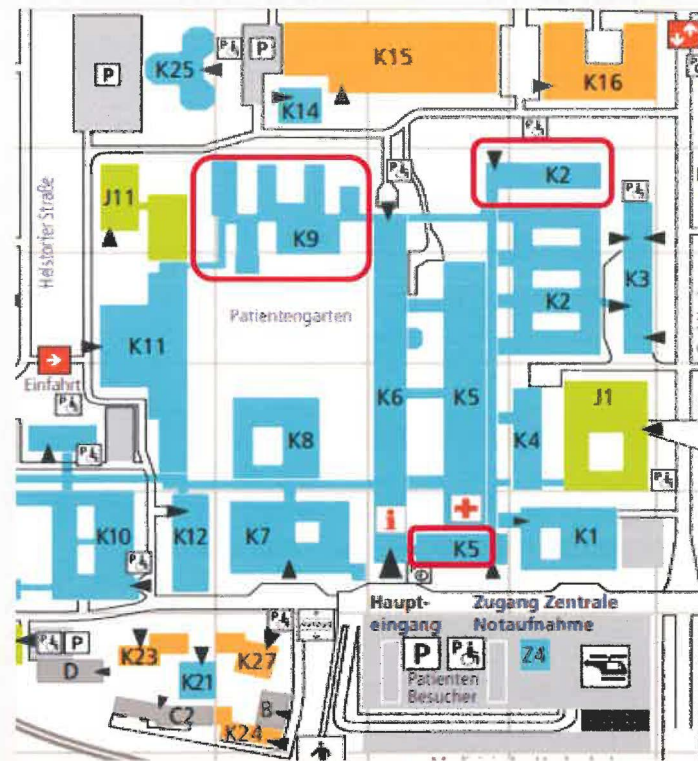 K25
P
P
K15
K16
K14
K2
J11
K9
Helstorfer Straße
K3
K2
Patientengarten
K11
K6
K5
J1
Einfahrt
K8
K4
K10
K12
K7
K5
K1
Haupt-
eingang
Zugang Zentrale
Notaufnahme
P
K23
K27
P
Z4
D
K21
Patienten
Besucher
C2
B
K24